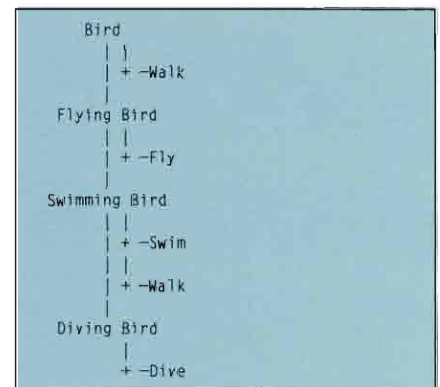 Bird
| |
| + -Walk
|
Flying Bird
| |
| + -Fly
|
Swimming Bird
| |
| + -Swim
| |
| + -Walk
|
Diving Bird
|
+ -Dive